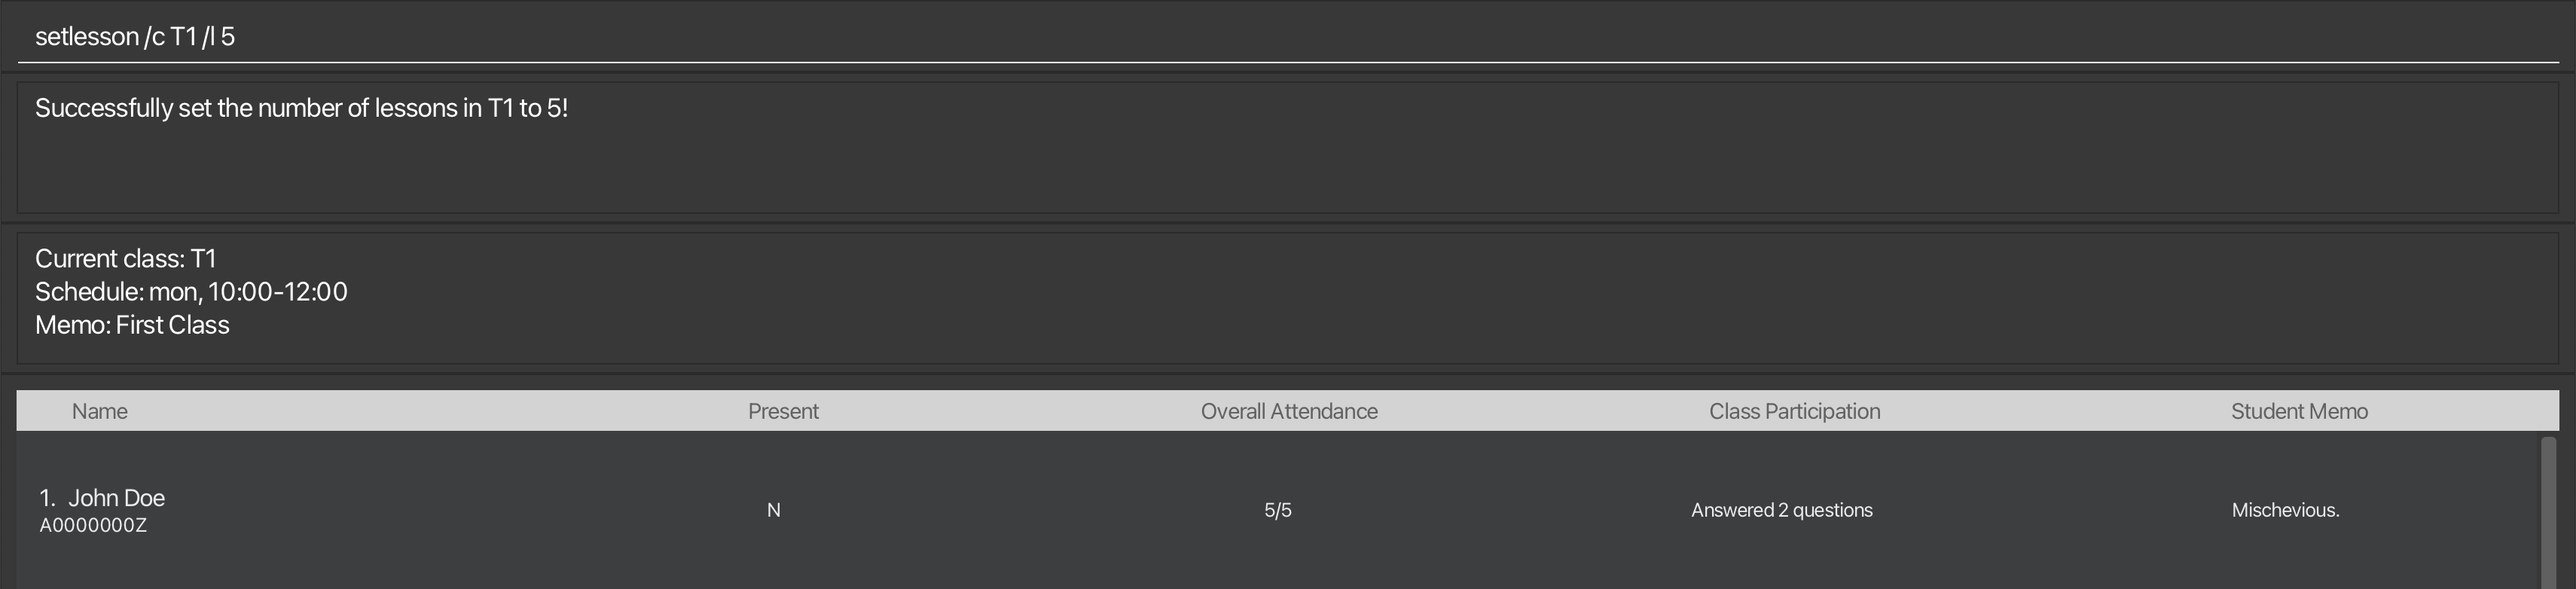 setlesson /c T1 /l 5
Successfully set the number of lessons in T1 to 5!
Current class: T1
Schedule: mon, 10:00-12:00
Memo: First Class
Name Present Overall Attendance Class Participation Student Memo
1. John Doe
A0000000Z
N 5/5 Answered 2 questions Mischevious.